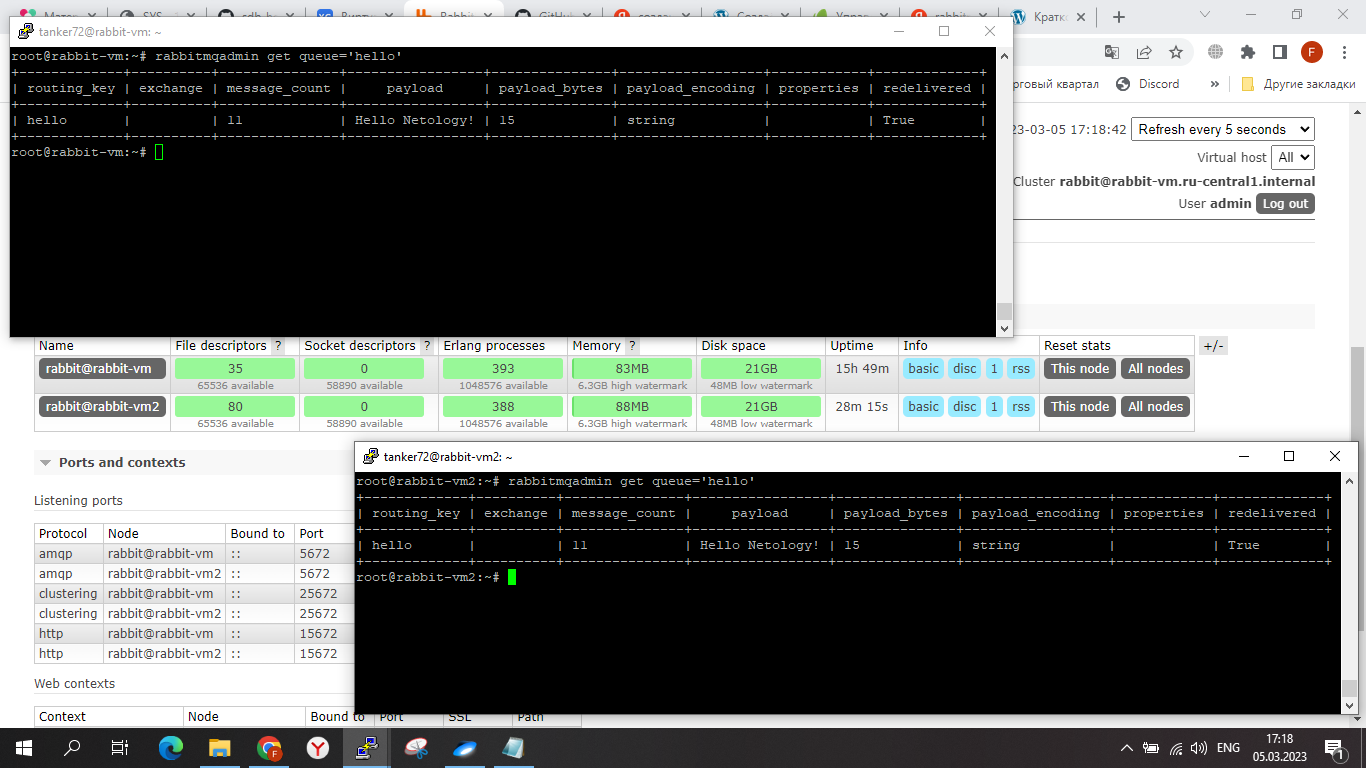 SYS
sdb-h
Вирту
Rabbi
GitHu
созда
Созда
Управ
rabbit
Кратко
tanker72@rabbit-vm: ~
root@rabbit-vm:~# rabbitmqadmin get queue='hello'
+-------------+----------+---------------+-----------------+---------------+------------------+------------+-------------+
| routing_key | exchange | message_count | payload | payload_bytes | payload_encoding | properties | redelivered |
+-------------+----------+---------------+-----------------+---------------+------------------+------------+-------------+
| hello | | 11 | Hello Netology! | 15 | string | | True |
+-------------+----------+---------------+-----------------+---------------+------------------+------------+-------------+
root@rabbit-vm:~#
F
рговый квартал Discord » Другие закладки
23-03-05 17:18:42 Refresh every 5 seconds
Virtual host All
Cluster rabbit@rabbit-vm.ru-central1.internal
User admin Log out
Name File descriptors ? Socket descriptors ? Erlang processes Memory ? Disk space Uptime Info Reset stats +/-
rabbit@rabbit-vm 35 0 393 83MB 21GB 15h 49m basic disc 1 rss This node All nodes
65536 available 58890 available 1048576 available 6.3GB high watermark 48MB low watermark
rabbit@rabbit-vm2 80 0 388 88MB 21GB 28m 15s basic disc 1 rss This node All nodes
65536 available 58890 available 1048576 available 6.3GB high watermark 48MB low watermark
Ports and contexts
Listening ports
Protocol Node Bound to Port
amqp rabbit@rabbit-vm :: 5672
amqp rabbit@rabbit-vm2 :: 5672
clustering rabbit@rabbit-vm :: 25672
clustering rabbit@rabbit-vm2 :: 25672
http rabbit@rabbit-vm :: 15672
http rabbit@rabbit-vm2 :: 15672
Web contexts
Context Node Bound to Port SSL Path
tanker72@rabbit-vm2: ~
root@rabbit-vm2:~# rabbitmqadmin get queue='hello'
+-------------+----------+---------------+-----------------+---------------+------------------+------------+-------------+
| routing_key | exchange | message_count | payload | payload_bytes | payload_encoding | properties | redelivered |
+-------------+----------+---------------+-----------------+---------------+------------------+------------+-------------+
| hello | | 11 | Hello Netology! | 15 | string | | True |
+-------------+----------+---------------+-----------------+---------------+------------------+------------+-------------+
root@rabbit-vm2:~#
ENG
17:18
05.03.2023
1